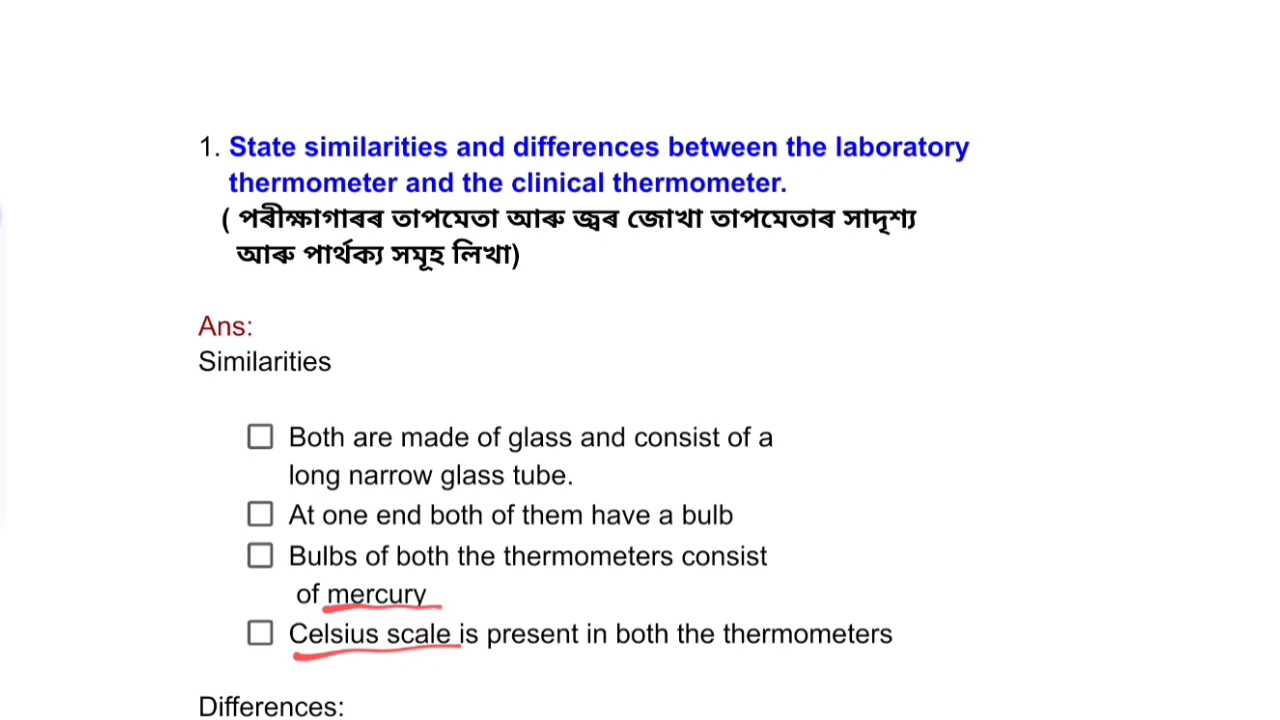 1. State similarities and differences between the laboratory
thermometer and the clinical thermometer.
( পৰীক্ষাগাৰৰ তাপমেতা আৰু জ্বৰ জোখা তাপমেতাৰ সাদৃশ্য
আৰু পাৰ্থক্য সমূহ লিখা)
Ans:
Similarities
Both are made of glass and consist of a
long narrow glass tube.
At one end both of them have a bulb
Bulbs of both the thermometers consist
of mercury
Celsius scale is present in both the thermometers
Differences: